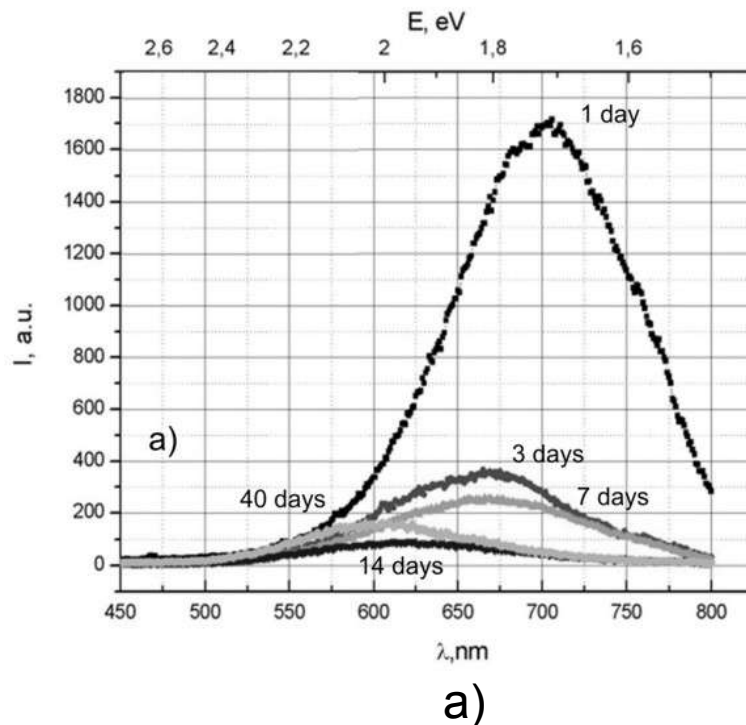 E, eV
2,6 2,4 2,2 2 1,8 1,6
1800
1600
1400
1200
1000
800
600
400
200
0
I, a.u.
1 day
a)
3 days
40 days
7 days
14 days
450 500 550 600 650 700 750 800
λ,nm
a)